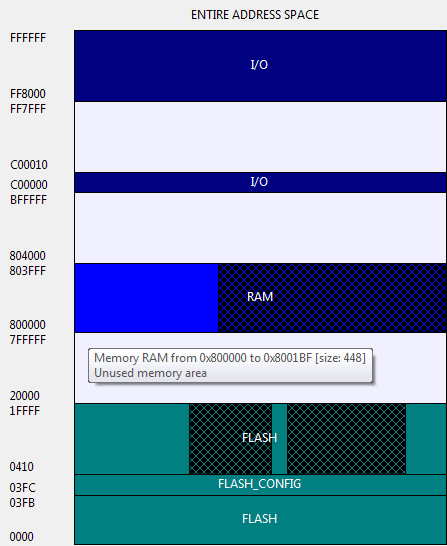 ENTIRE ADDRESS SPACE
FFFFFF
I/O
FF8000
FF7FFF
C00010
C00000
I/O
BFFFFF
804000
803FFF
RAM
800000
7FFFFF
Memory RAM from 0x800000 to 0x8001BF [size: 448]
Unused memory area
20000
1FFFF
FLASH
0410
03FC
FLASH_CONFIG
03FB
FLASH
0000